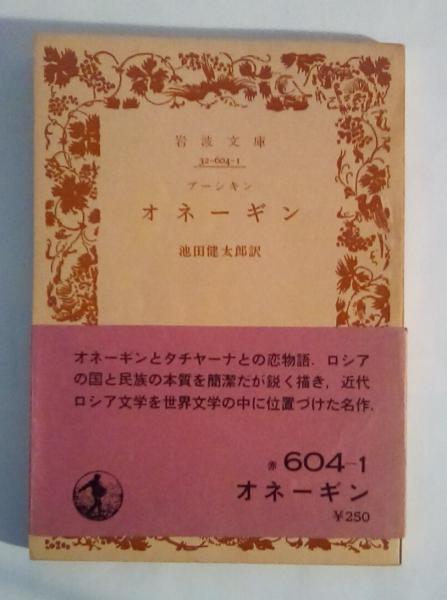 岩波文庫
32-604-1
プーシキン
オネーギン
池田健太郎訳
オネーギンとタチヤーナとの恋物語．ロシア
の国と民族の本質を簡潔だが鋭く描き，近代
ロシア文学を世界文学の中に位置づけた名作．
赤 604-1
オネーギン
￥250